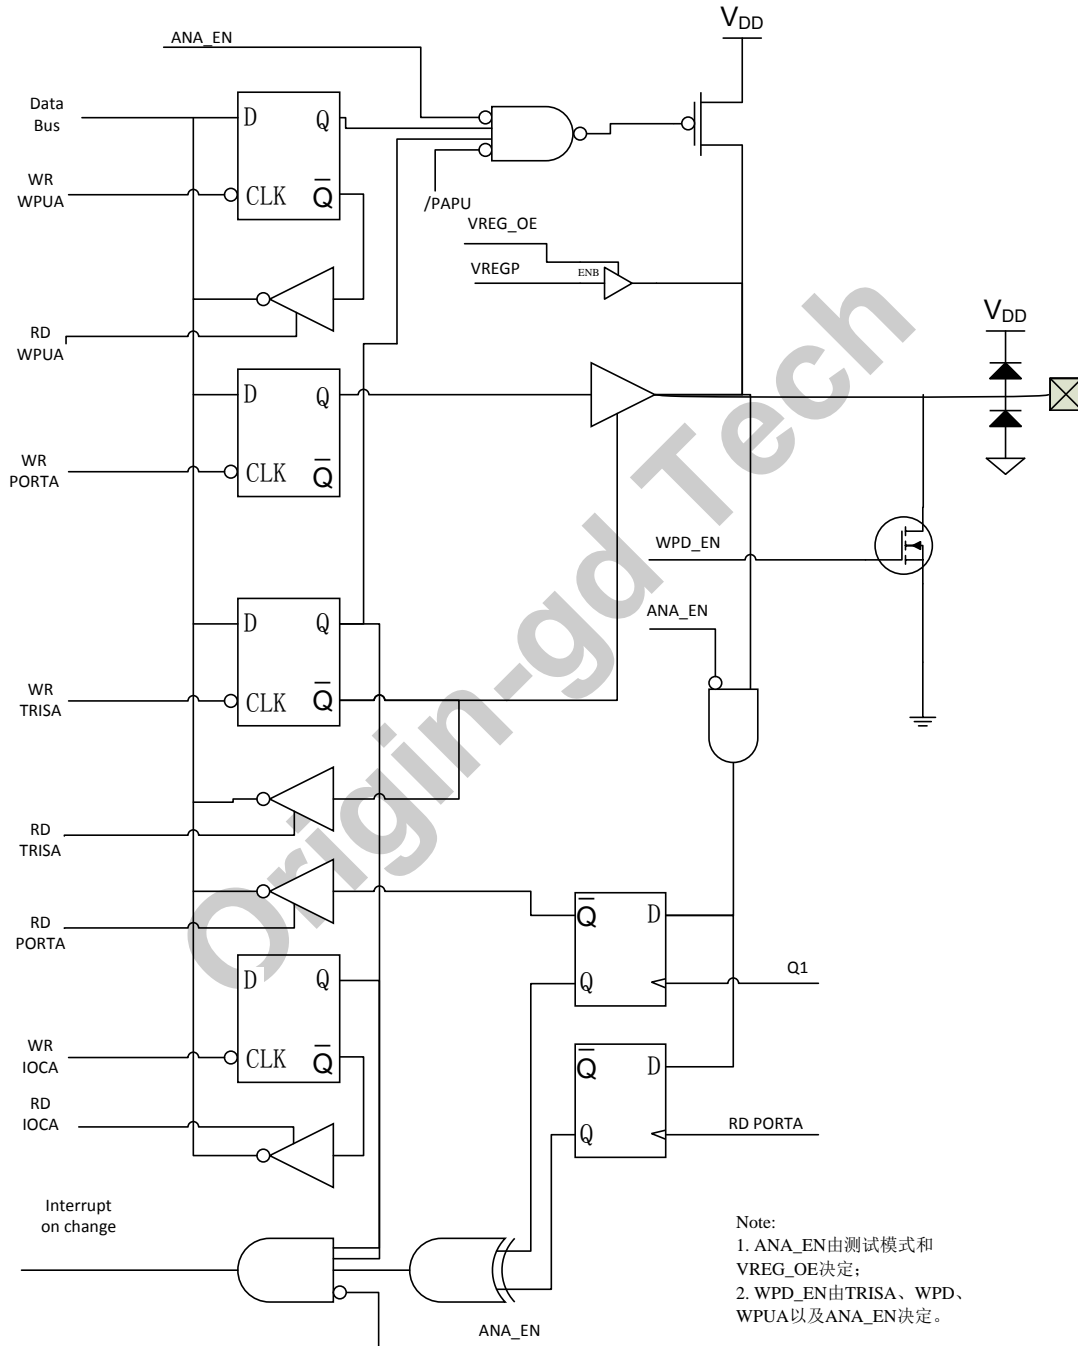 V_DD
ANA_EN
Data
Bus
D
Q
WR
WPUA
CLK
Q̅
/PAPU
VREG_OE
VREGP
ENB
RD
WPUA
V_DD
D
Q
WR
PORTA
CLK
Q̅
WPD_EN
ANA_EN
D
Q
WR
TRISA
CLK
Q̅
RD
TRISA
RD
PORTA
Q̅
D
Q
Q1
D
Q
WR
IOCA
CLK
Q̅
RD
IOCA
Q̅
D
Q
RD PORTA
Interrupt
on change
ANA_EN
Note:
1. ANA_EN由测试模式和
VREG_OE决定；
2. WPD_EN由TRISA、WPD、
WPUA以及ANA_EN决定。
Origin-gd Tech